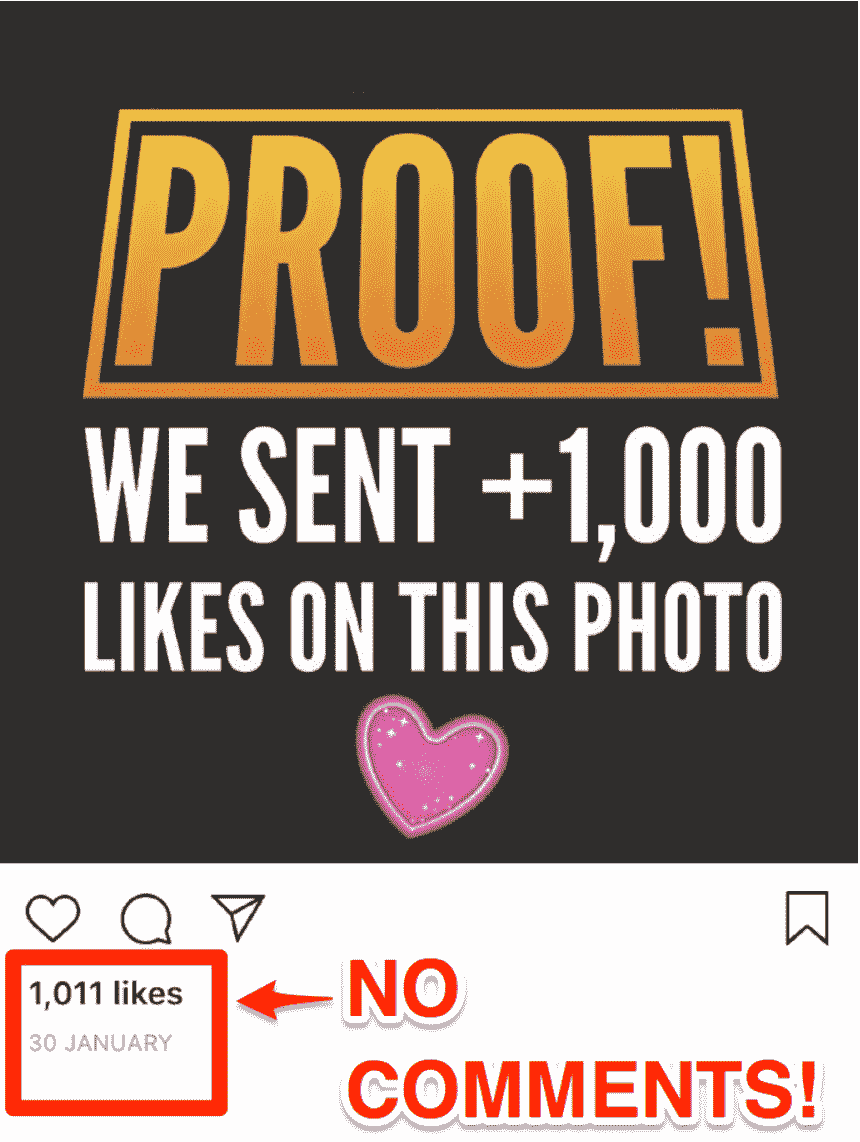 PROOF!
WE SENT +1,000
LIKES ON THIS PHOTO
1,011 likes
30 JANUARY
NO
COMMENTS!